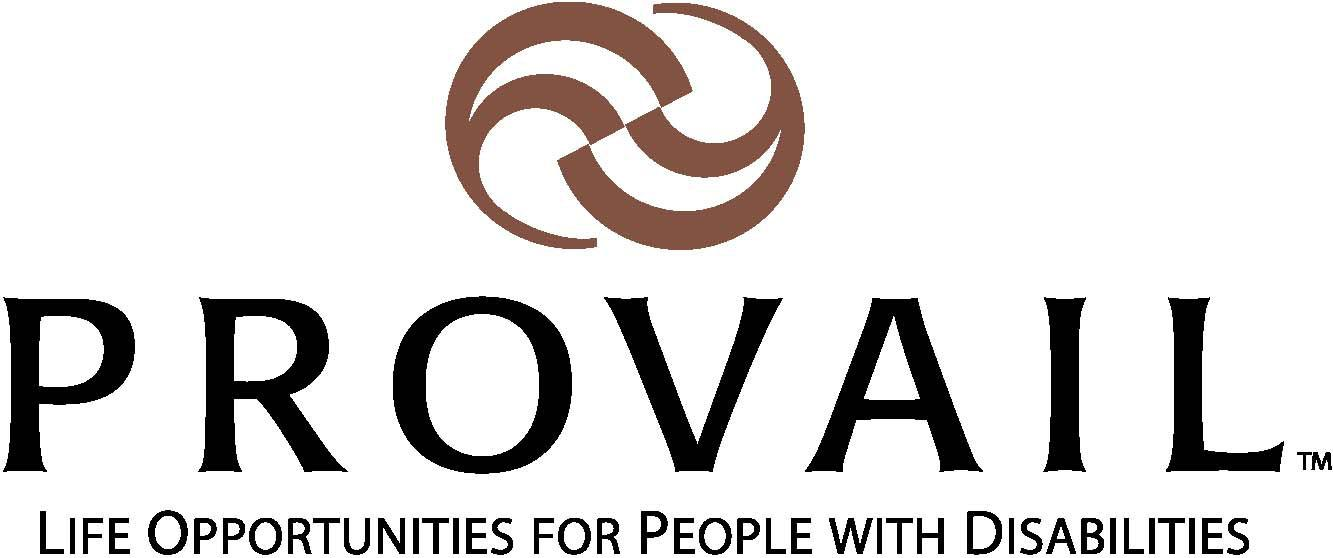 PROVAIL™
LIFE OPPORTUNITIES FOR PEOPLE WITH DISABILITIES